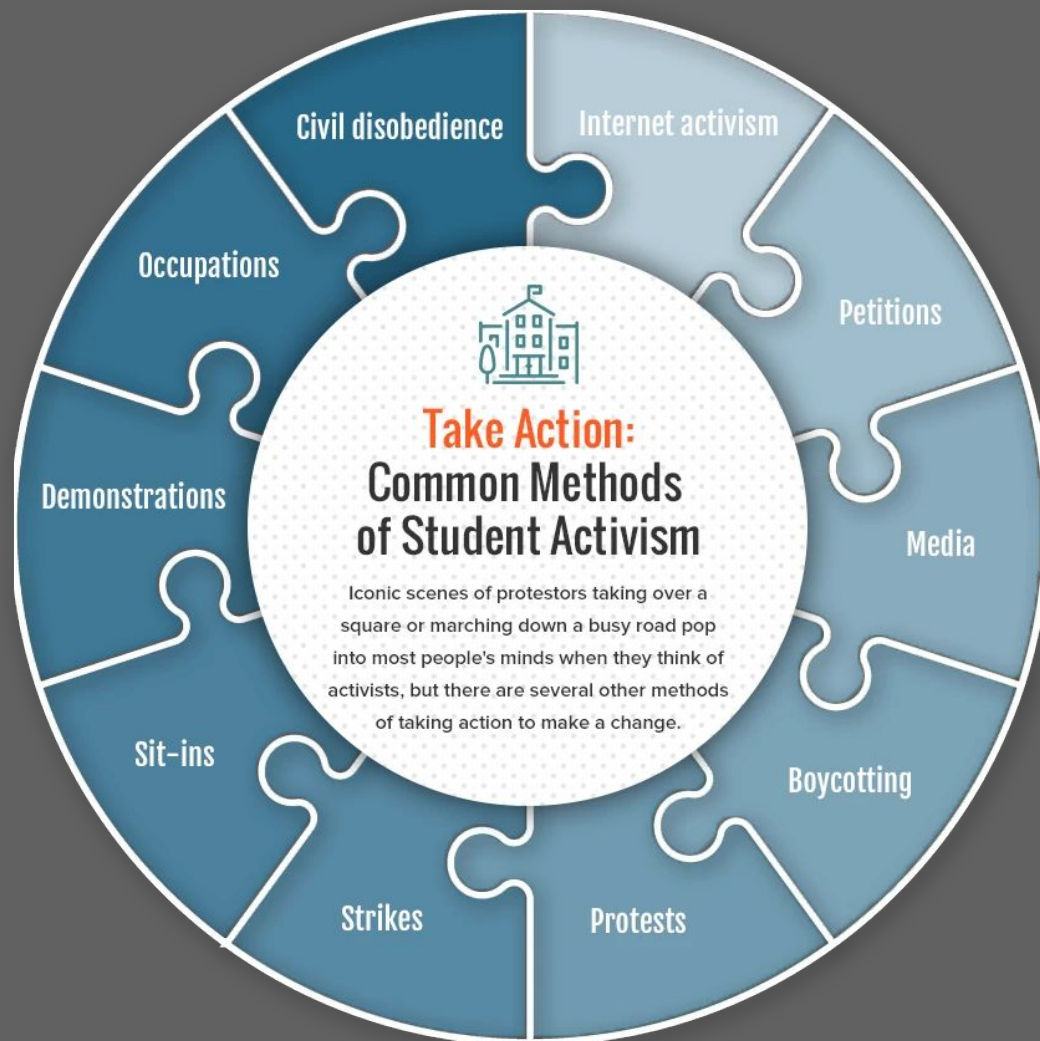 Civil disobedience
Internet activism
Occupations
Petitions
Demonstrations
Media
Sit-ins
Boycotting
Strikes
Protests
Take Action:
Common Methods
of Student Activism
Iconic scenes of protestors taking over a
square or marching down a busy road pop
into most people's minds when they think of
activists, but there are several other methods
of taking action to make a change.